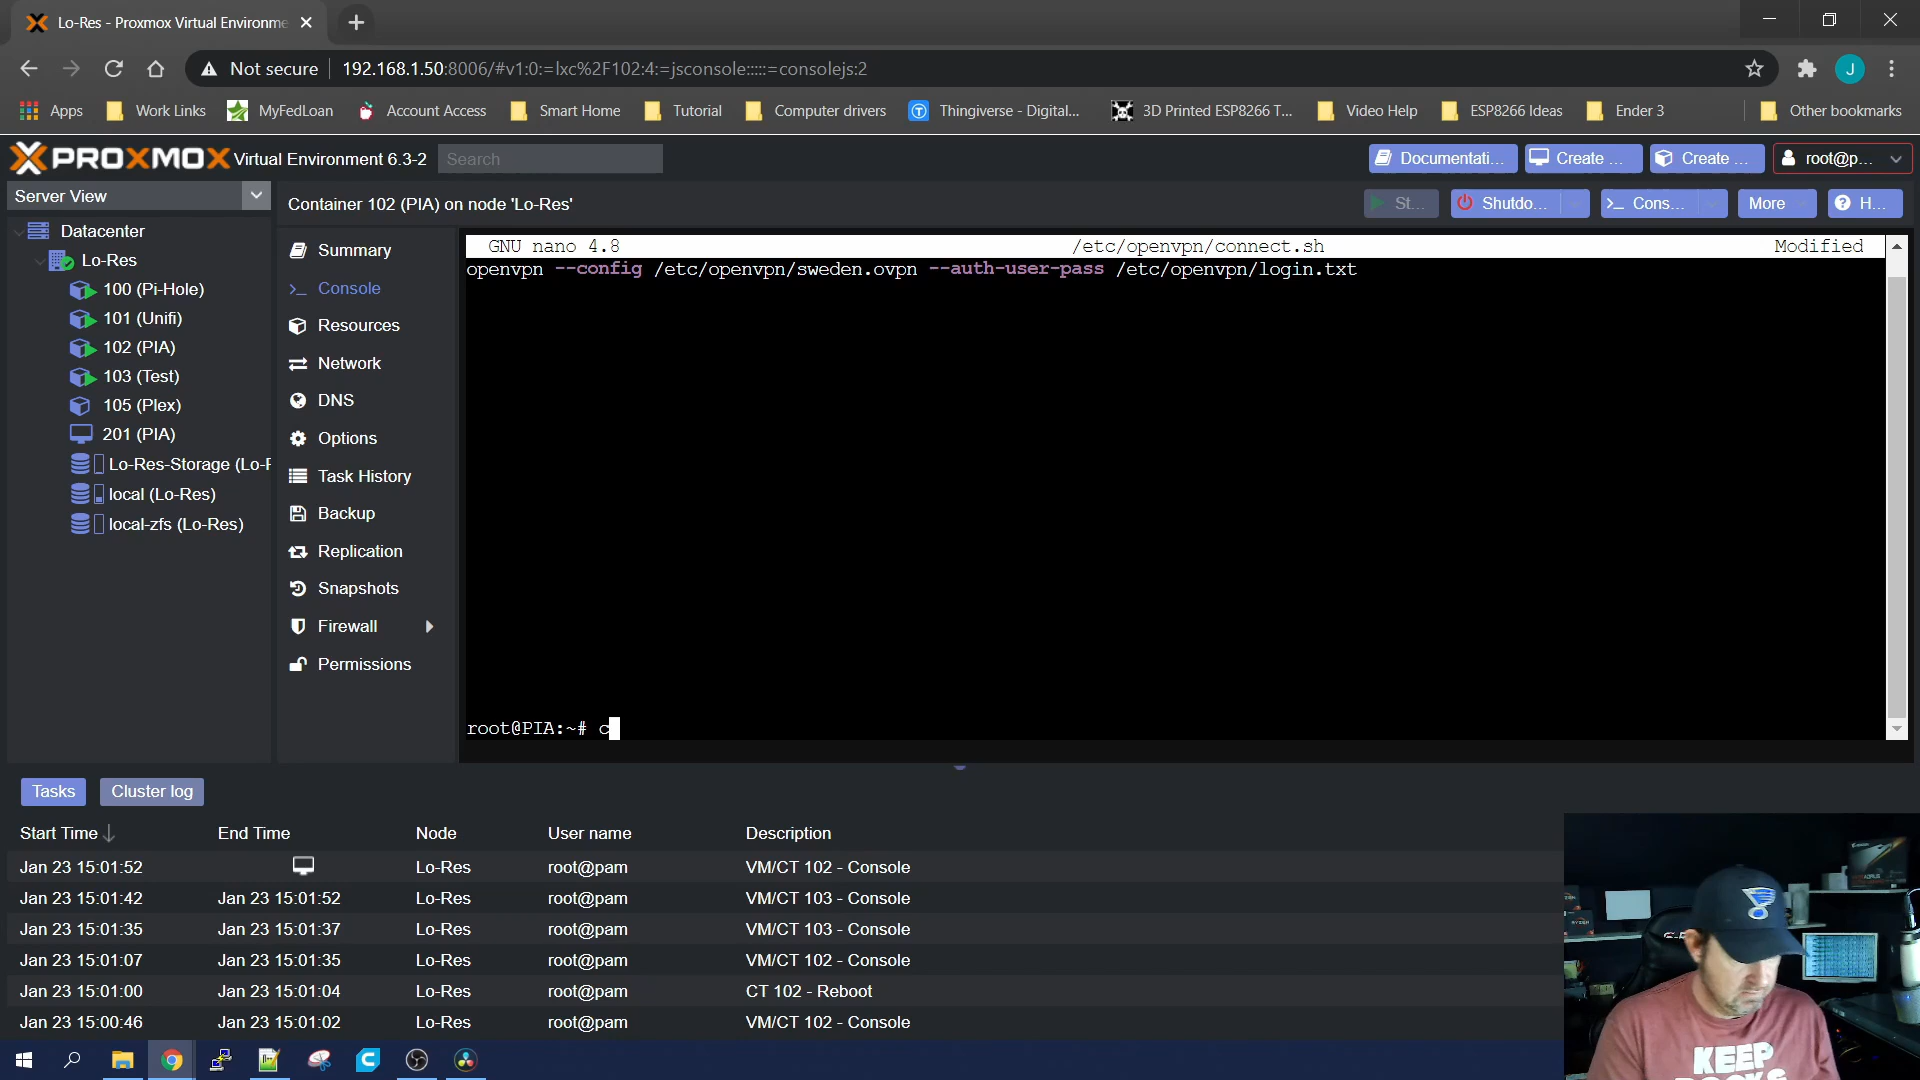 Lo-Res - Proxmox Virtual Environme
Not secure
192.168.1.50:8006/#v1:0:=lxc%2F102:4:=jsconsole:::::=consolejs:2
J
Apps
Work Links
MyFedLoan
Account Access
Smart Home
Tutorial
Computer drivers
Thingiverse - Digital...
3D Printed ESP8266 T...
Video Help
ESP8266 Ideas
Ender 3
Other bookmarks
PROXMOX Virtual Environment 6.3-2
Search
Documentati...
Create ...
Create ...
root@p...
Server View
Container 102 (PIA) on node 'Lo-Res'
St...
Shutdo...
Cons...
More
H...
Datacenter
Lo-Res
100 (Pi-Hole)
101 (Unifi)
102 (PIA)
103 (Test)
105 (Plex)
201 (PIA)
Lo-Res-Storage (Lo-R
local (Lo-Res)
local-zfs (Lo-Res)
Summary
Console
Resources
Network
DNS
Options
Task History
Backup
Replication
Snapshots
Firewall
Permissions
GNU nano 4.8 /etc/openvpn/connect.sh Modified
openvpn --config /etc/openvpn/sweden.ovpn --auth-user-pass /etc/openvpn/login.txt
root@PIA:~# c
Tasks
Cluster log
Start Time End Time Node User name Description
Jan 23 15:01:52 Lo-Res root@pam VM/CT 102 - Console
Jan 23 15:01:42 Jan 23 15:01:52 Lo-Res root@pam VM/CT 103 - Console
Jan 23 15:01:35 Jan 23 15:01:37 Lo-Res root@pam VM/CT 103 - Console
Jan 23 15:01:07 Jan 23 15:01:35 Lo-Res root@pam VM/CT 102 - Console
Jan 23 15:01:00 Jan 23 15:01:04 Lo-Res root@pam CT 102 - Reboot
Jan 23 15:00:46 Jan 23 15:01:02 Lo-Res root@pam VM/CT 102 - Console
KEEP